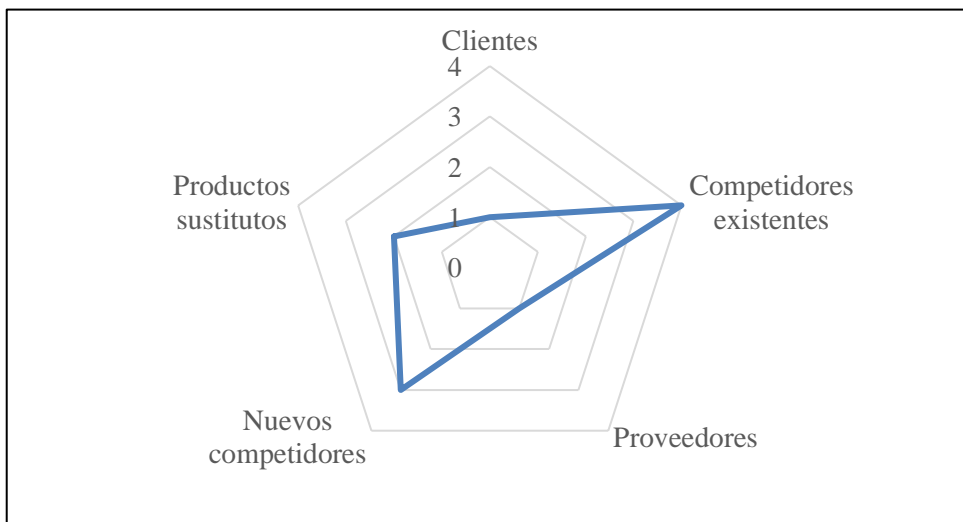 Clientes
4
3
2
1
0
Competidores
existentes
Proveedores
Nuevos
competidores
Productos
sustitutos